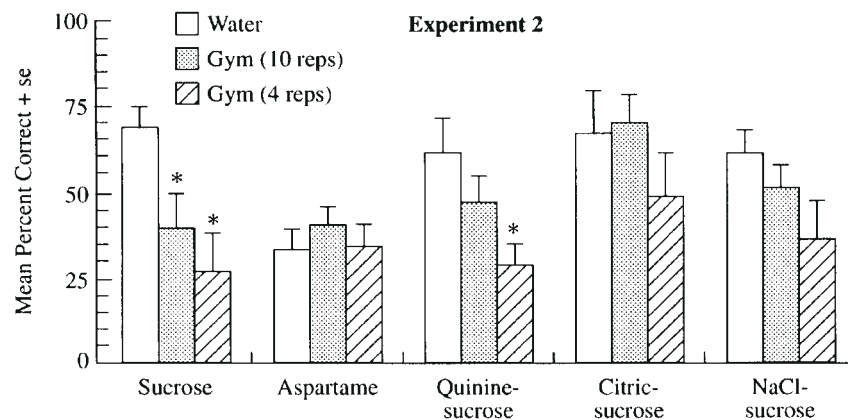 Experiment 2
Water
Gym (10 reps)
Gym (4 reps)
Mean Percent Correct + se
100
75
50
25
0
*
*
*
Sucrose
Aspartame
Quinine-
sucrose
Citric-
sucrose
NaCl-
sucrose